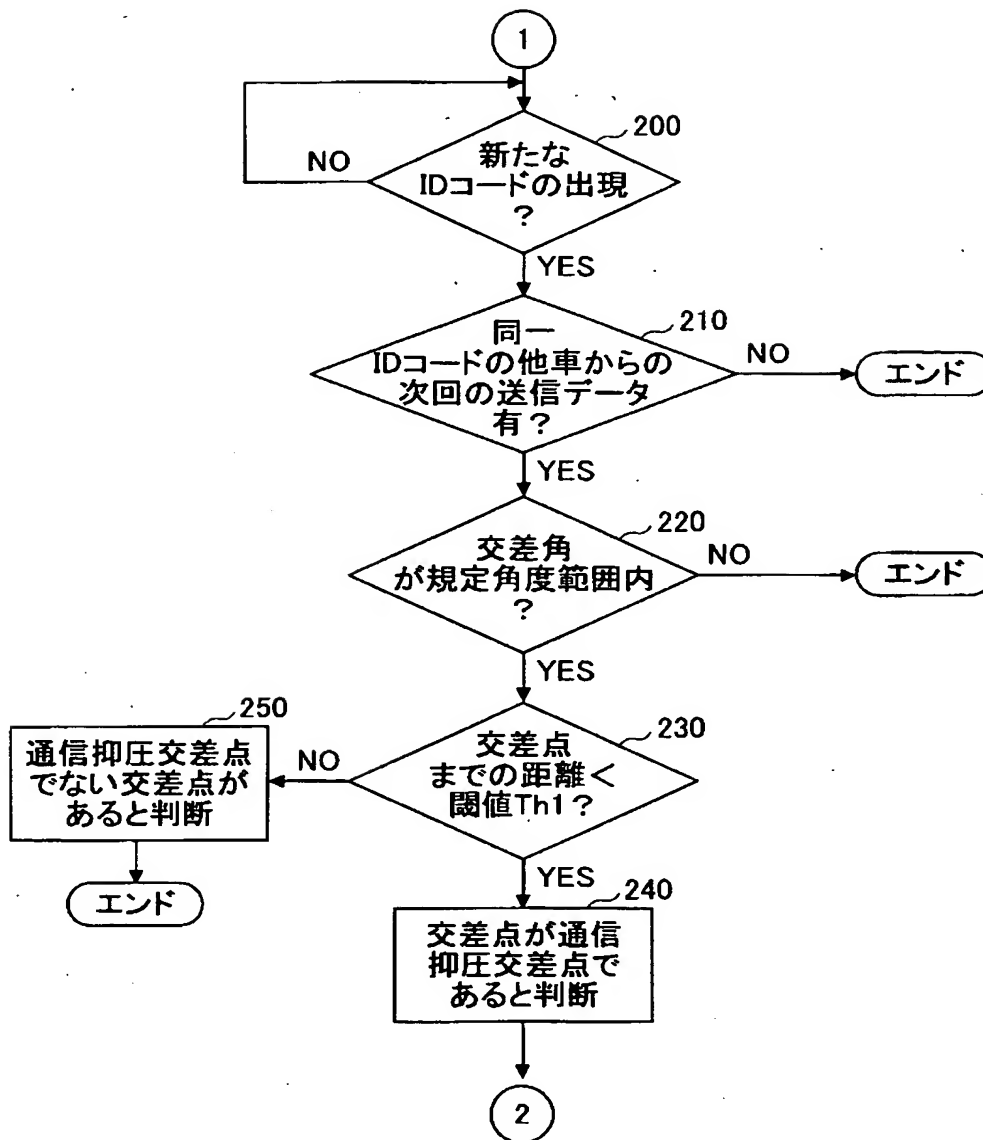 1
200
新たな
IDコードの出現
?
NO
YES
210
同一
IDコードの他車からの
次回の送信データ
有?
NO
エンド
YES
220
交差角
が規定角度範囲内
?
NO
エンド
YES
230
交差点
までの距離<
閾値Th1?
NO
250
通信抑圧交差点
でない交差点が
あると判断
エンド
YES
240
交差点が通信
抑圧交差点で
あると判断
2